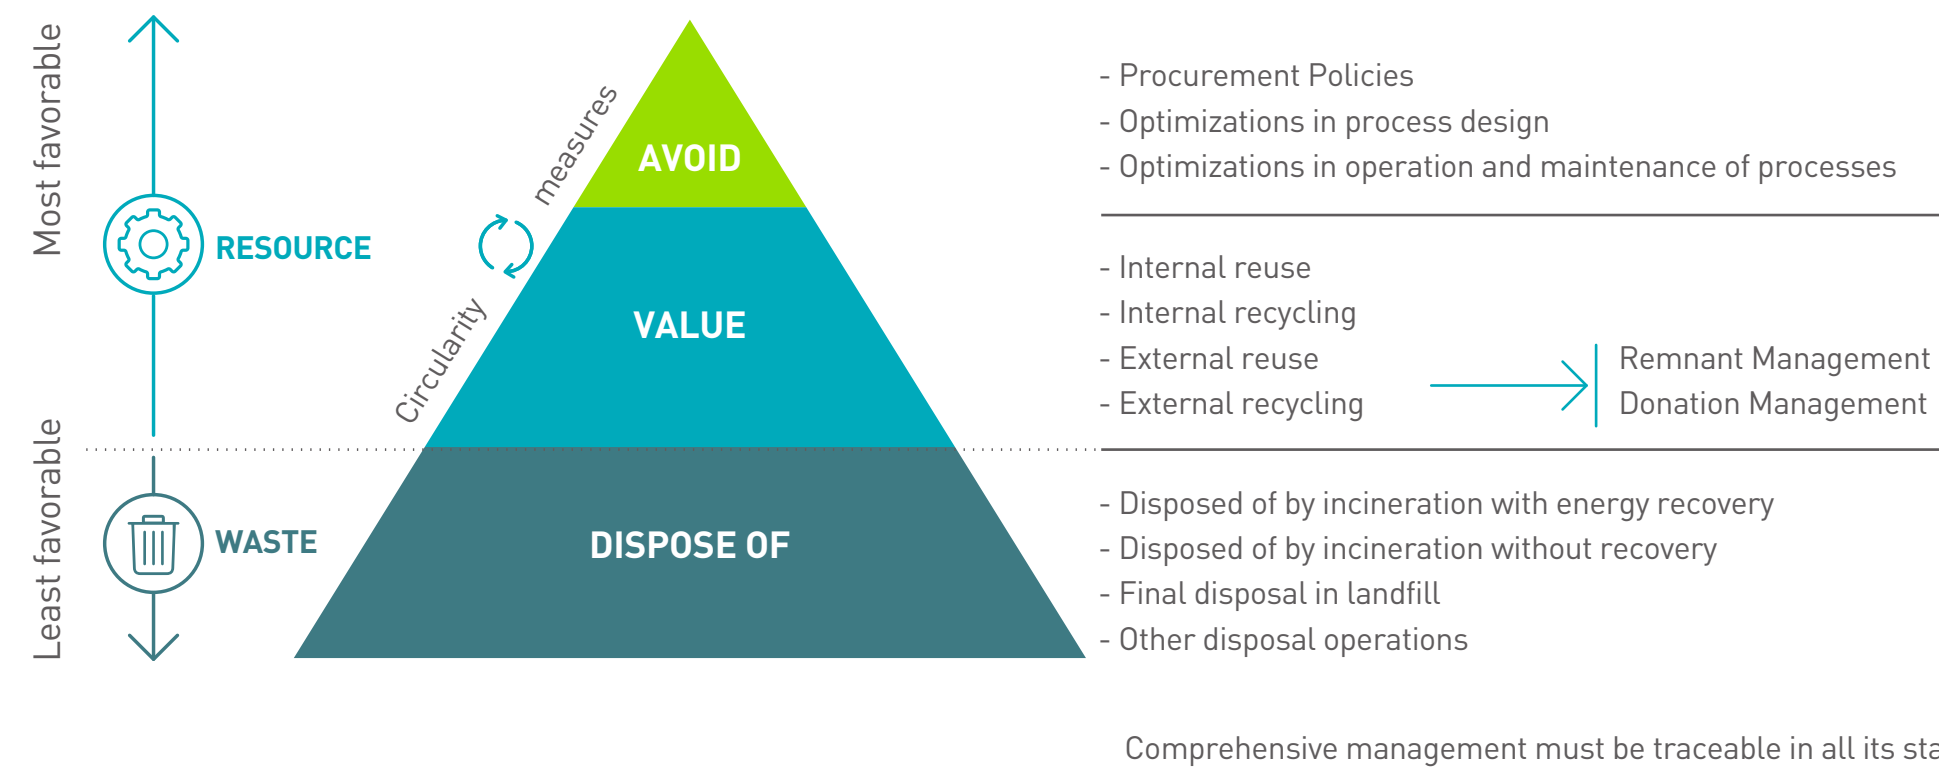 Most favorable
RESOURCE
Least favorable
WASTE
Circularity measures
AVOID
VALUE
DISPOSE OF
- Procurement Policies
- Optimizations in process design
- Optimizations in operation and maintenance of processes
- Internal reuse
- Internal recycling
- External reuse
- External recycling
Remnant Management
Donation Management
- Disposed of by incineration with energy recovery
- Disposed of by incineration without recovery
- Final disposal in landfill
- Other disposal operations
Comprehensive management must be traceable in all its